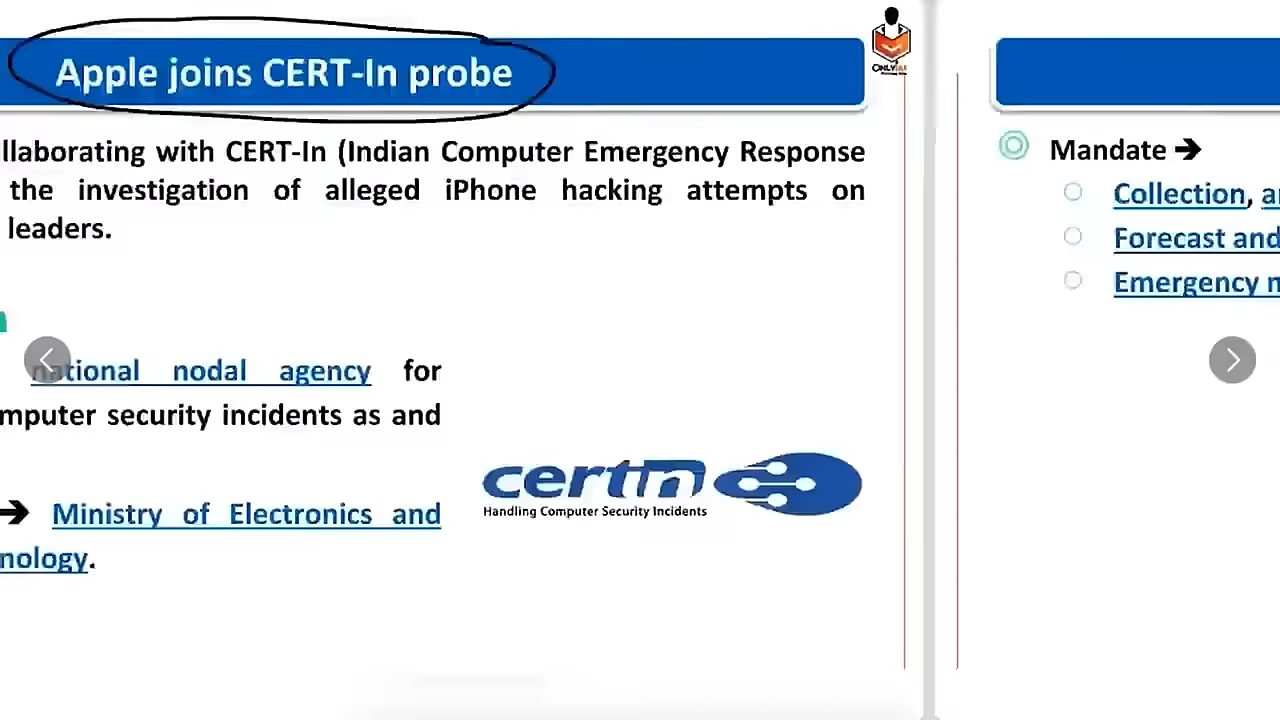 Apple joins CERT-In probe
llaborating with CERT-In (Indian Computer Emergency Response
the investigation of alleged iPhone hacking attempts on
leaders.
national nodal agency for
mputer security incidents as and
➔ Ministry of Electronics and
nology.
certin
Handling Computer Security Incidents
ONLYIAS
Mandate ➔
Collection, a
Forecast and
Emergency